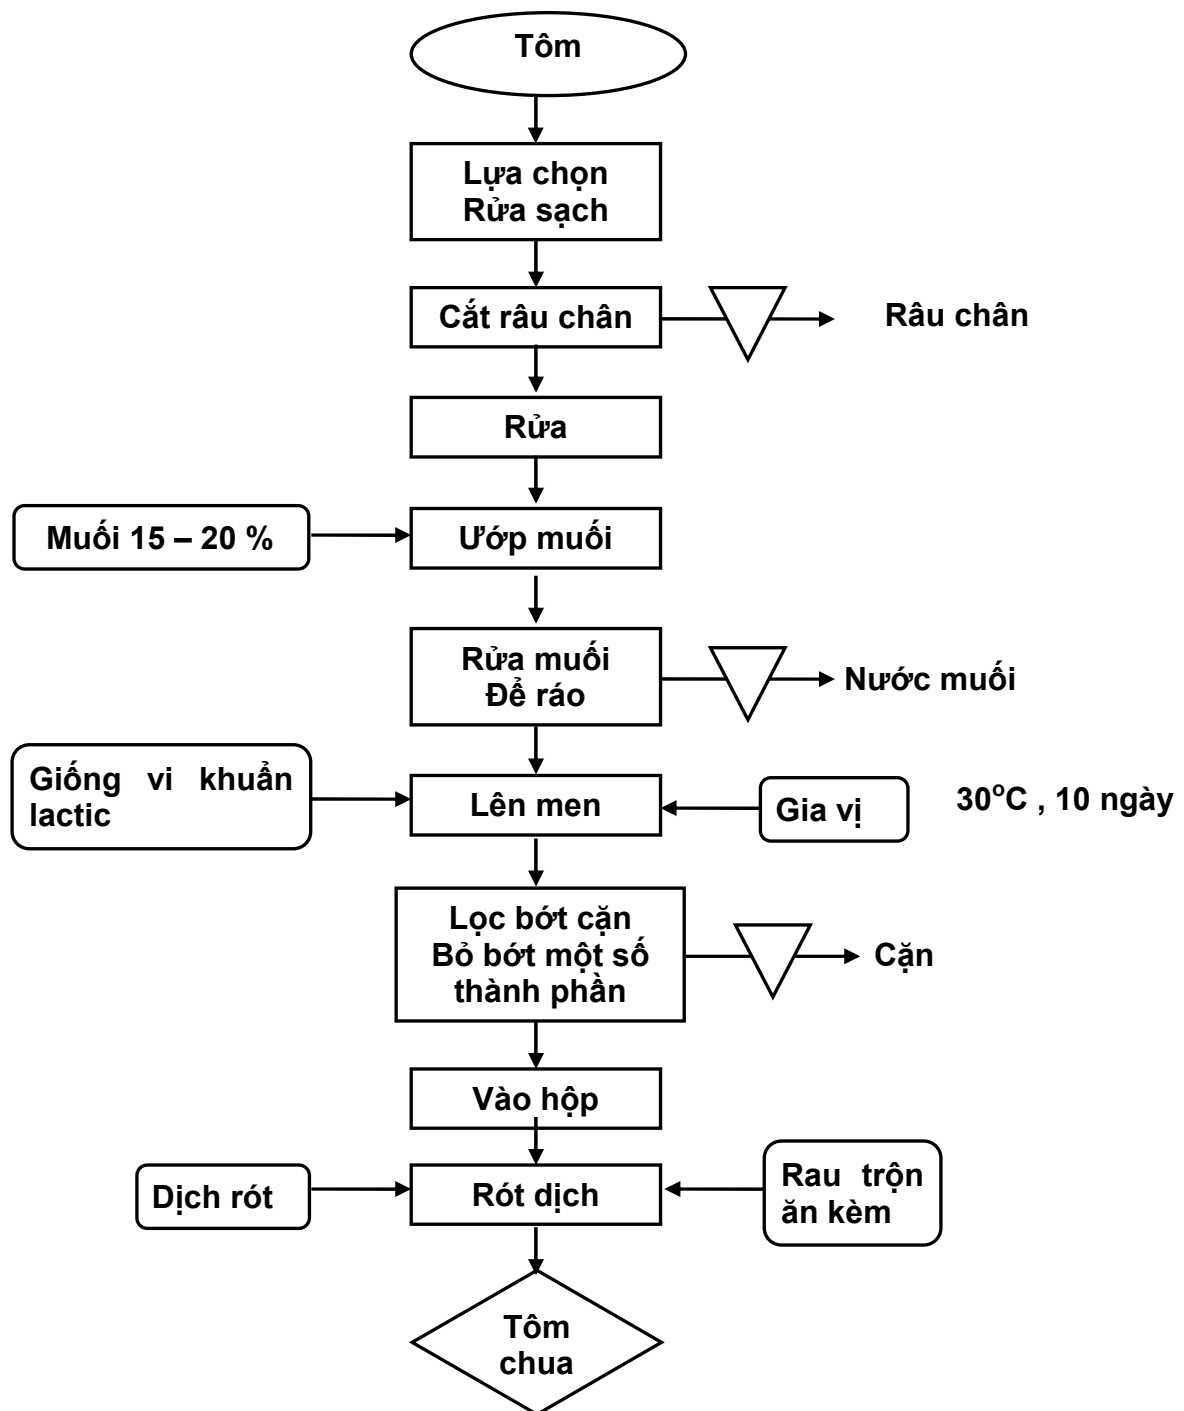 Tôm
Lựa chọn
Rửa sạch
Cắt râu chân
Râu chân
Rửa
Muối 15 – 20 %
Ướp muối
Rửa muối
Để ráo
Nước muối
Giống vi khuẩn
lactic
Lên men
Gia vị
30°C , 10 ngày
Lọc bớt cặn
Bỏ bớt một số
thành phần
Cặn
Vào hộp
Dịch rót
Rót dịch
Rau trộn
ăn kèm
Tôm
chua